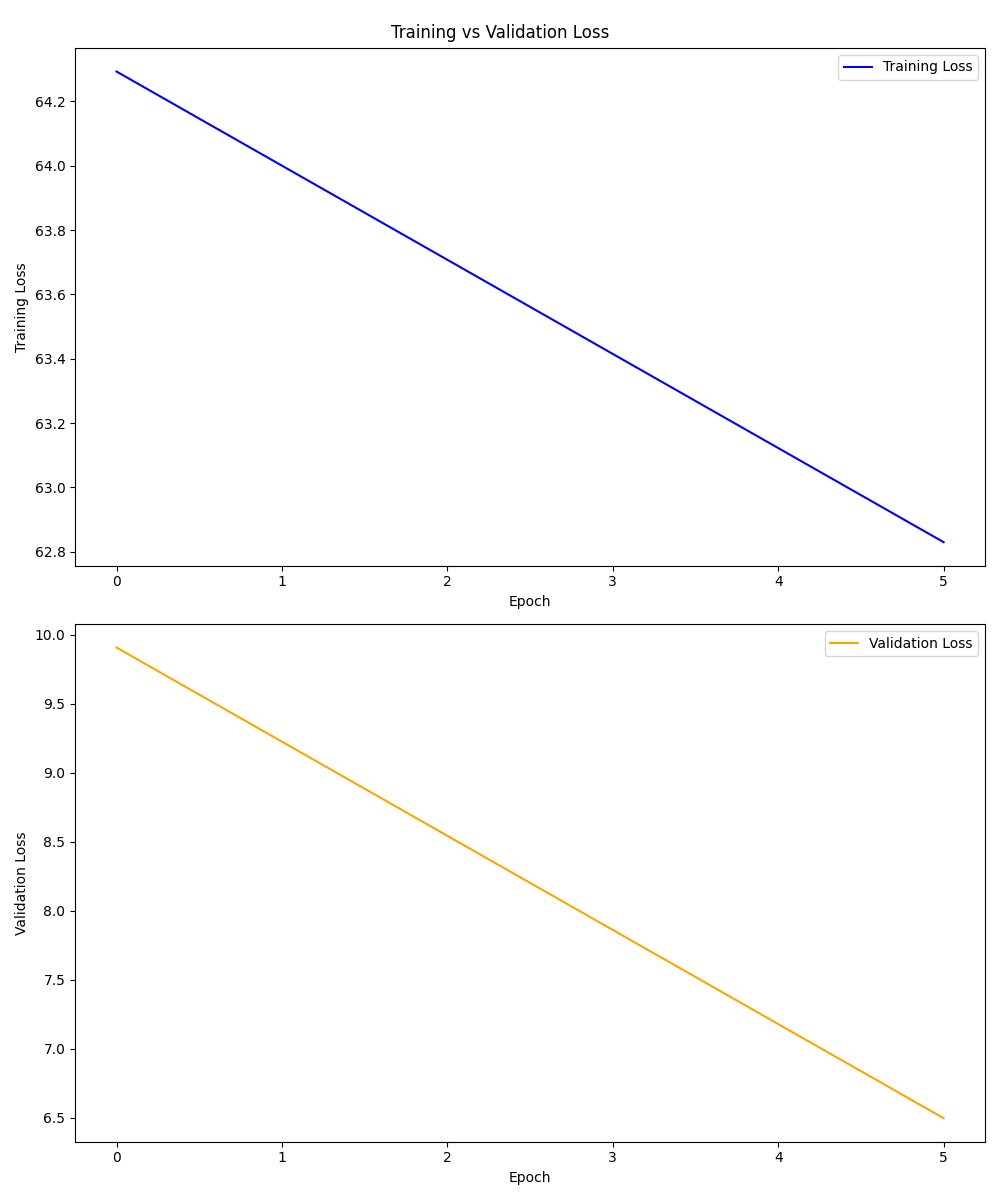 Training vs Validation Loss
Training Loss
64.2
64.0
63.8
63.6
63.4
63.2
63.0
62.8
Training Loss
0 1 2 3 4 5
Epoch
Validation Loss
10.0
9.5
9.0
8.5
8.0
7.5
7.0
6.5
Validation Loss
0 1 2 3 4 5
Epoch